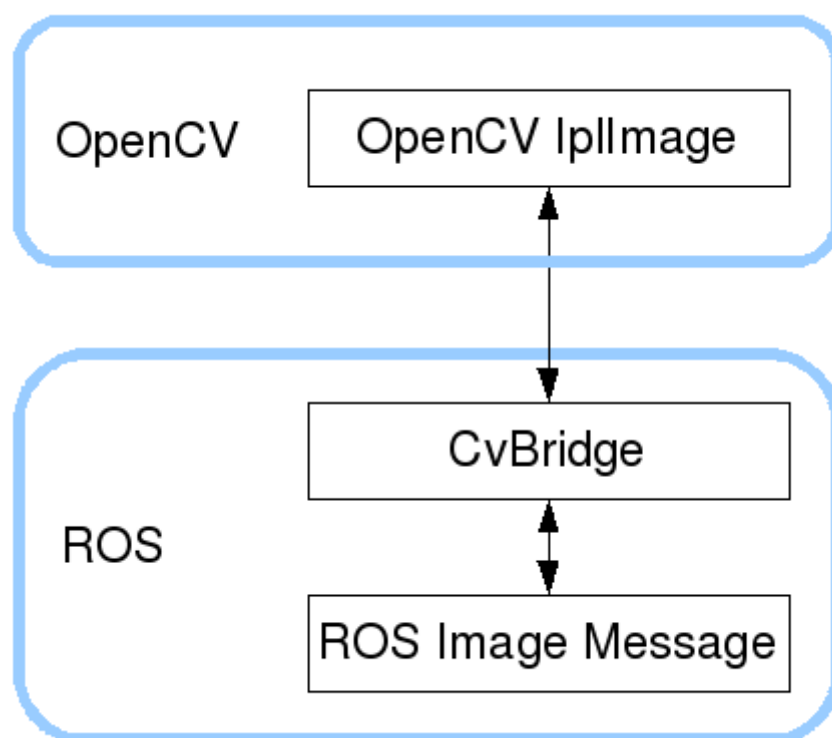 OpenCV
OpenCV IplImage
CvBridge
ROS
ROS Image Message